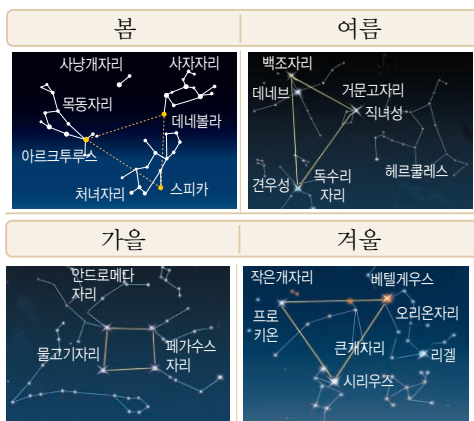 봄
여름
사냥개자리
사자자리
목동자리
데네볼라
아르크투루스
처녀자리
스피카
백조자리
데네브
거문고자리
직녀성
헤르쿨레스
견우성
독수리
자리
가을
겨울
안드로메다
자리
물고기자리
페가수스
자리
작은개자리
베텔게우스
프로
키온
오리온자리
큰개자리
리겔
시리우스